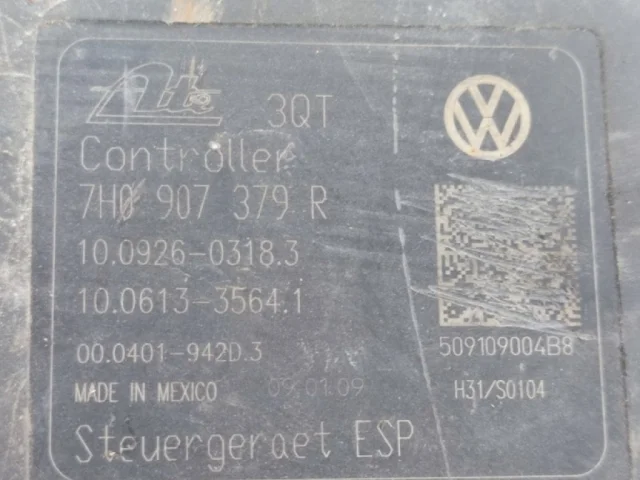 Ate 3QT
Controller
7H0 907 379 R
10.0926-0318.3
10.0613-3564.1
00.0401-942D.3
509109004B8
MADE IN MEXICO 09.01.09
H31/S0104
Steuergeraet ESP